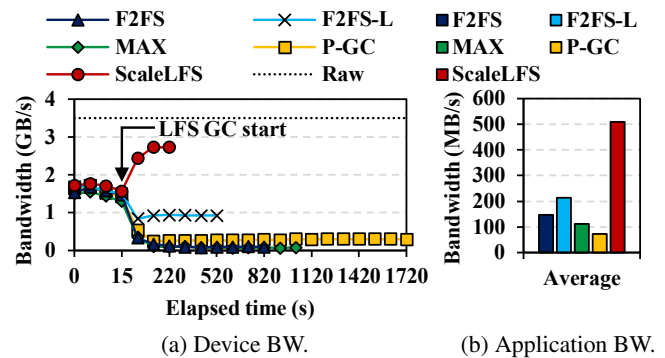 F2FS F2FS-L
MAX P-GC
ScaleLFS Raw
4
3
2
1
0
Bandwidth (GB/s)
LFS GC start
0 15 220 520 820 1120 1420 1720
Elapsed time (s)
(a) Device BW.
F2FS F2FS-L
MAX P-GC
ScaleLFS
600
500
400
300
200
100
0
Bandwidth (MB/s)
Average
(b) Application BW.